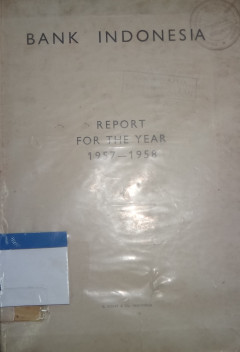 BANK INDONESIA
REPORT
FOR THE YEAR
1957—1958